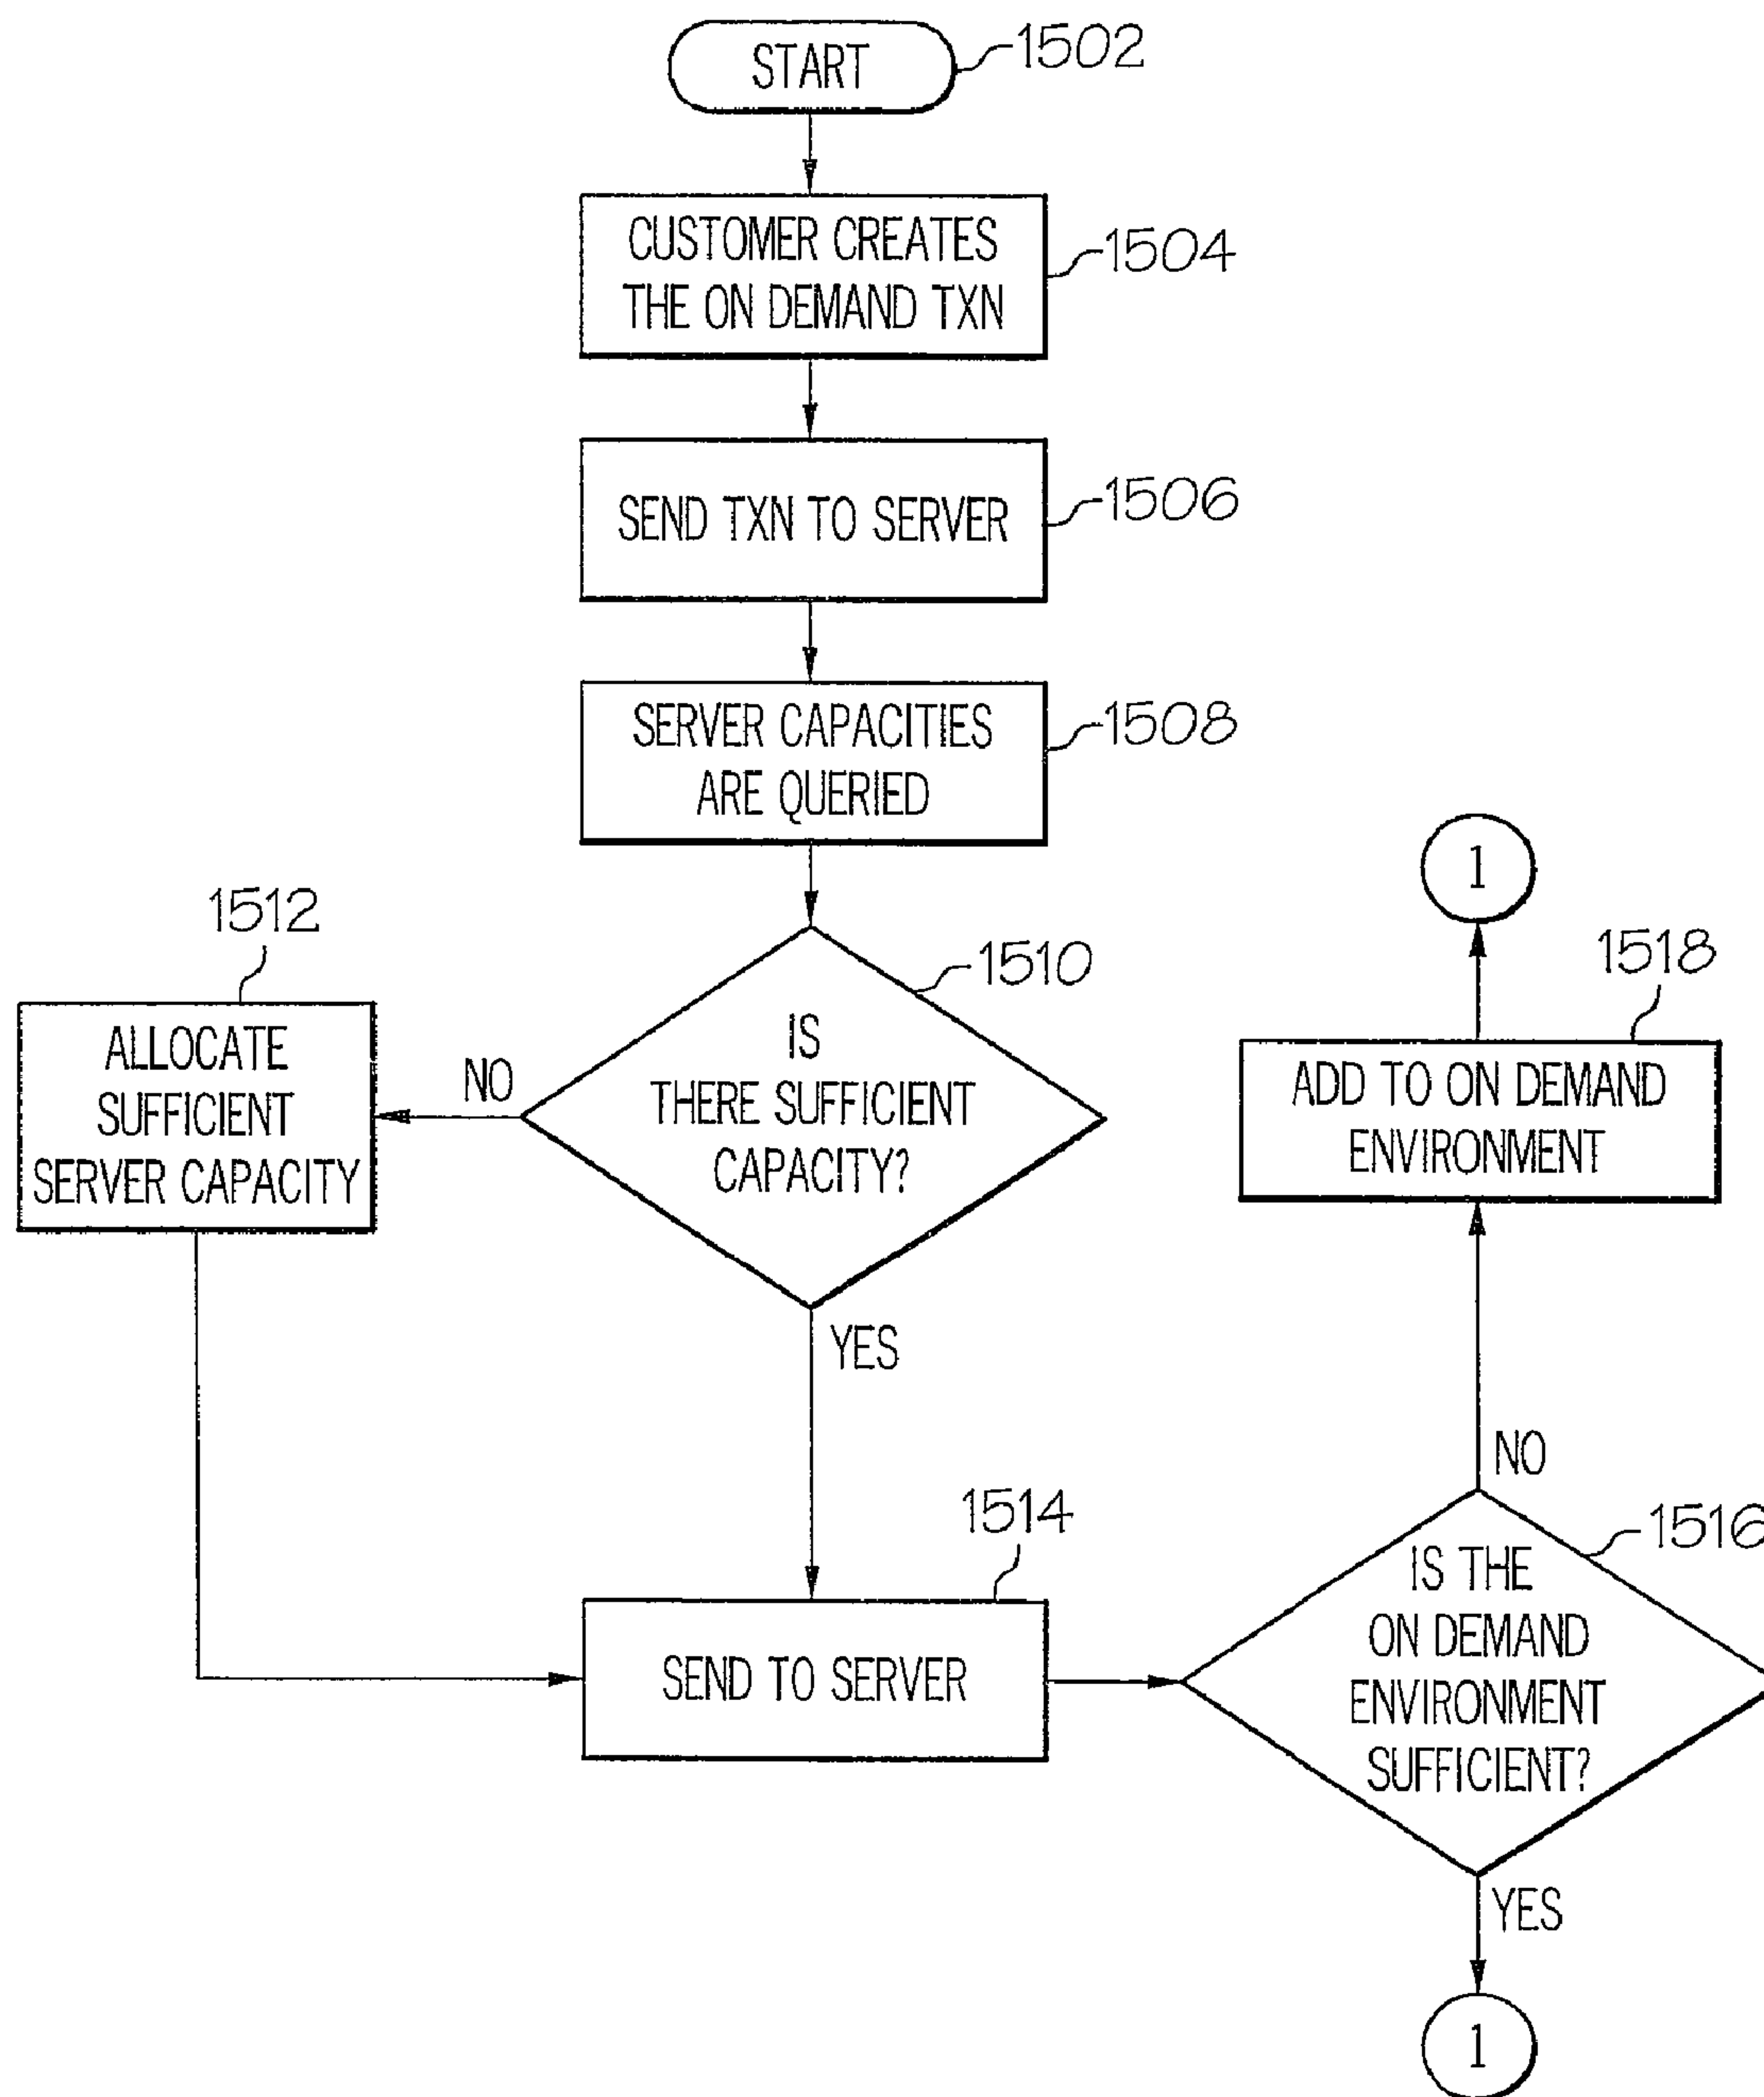 START
1502
CUSTOMER CREATES
THE ON DEMAND TXN
1504
SEND TXN TO SERVER
1506
SERVER CAPACITIES
ARE QUERIED
1508
1512
ALLOCATE
SUFFICIENT
SERVER CAPACITY
NO
1510
IS
THERE SUFFICIENT
CAPACITY?
YES
1514
SEND TO SERVER
1
1518
ADD TO ON DEMAND
ENVIRONMENT
NO
1516
IS THE
ON DEMAND
ENVIRONMENT
SUFFICIENT?
YES
1